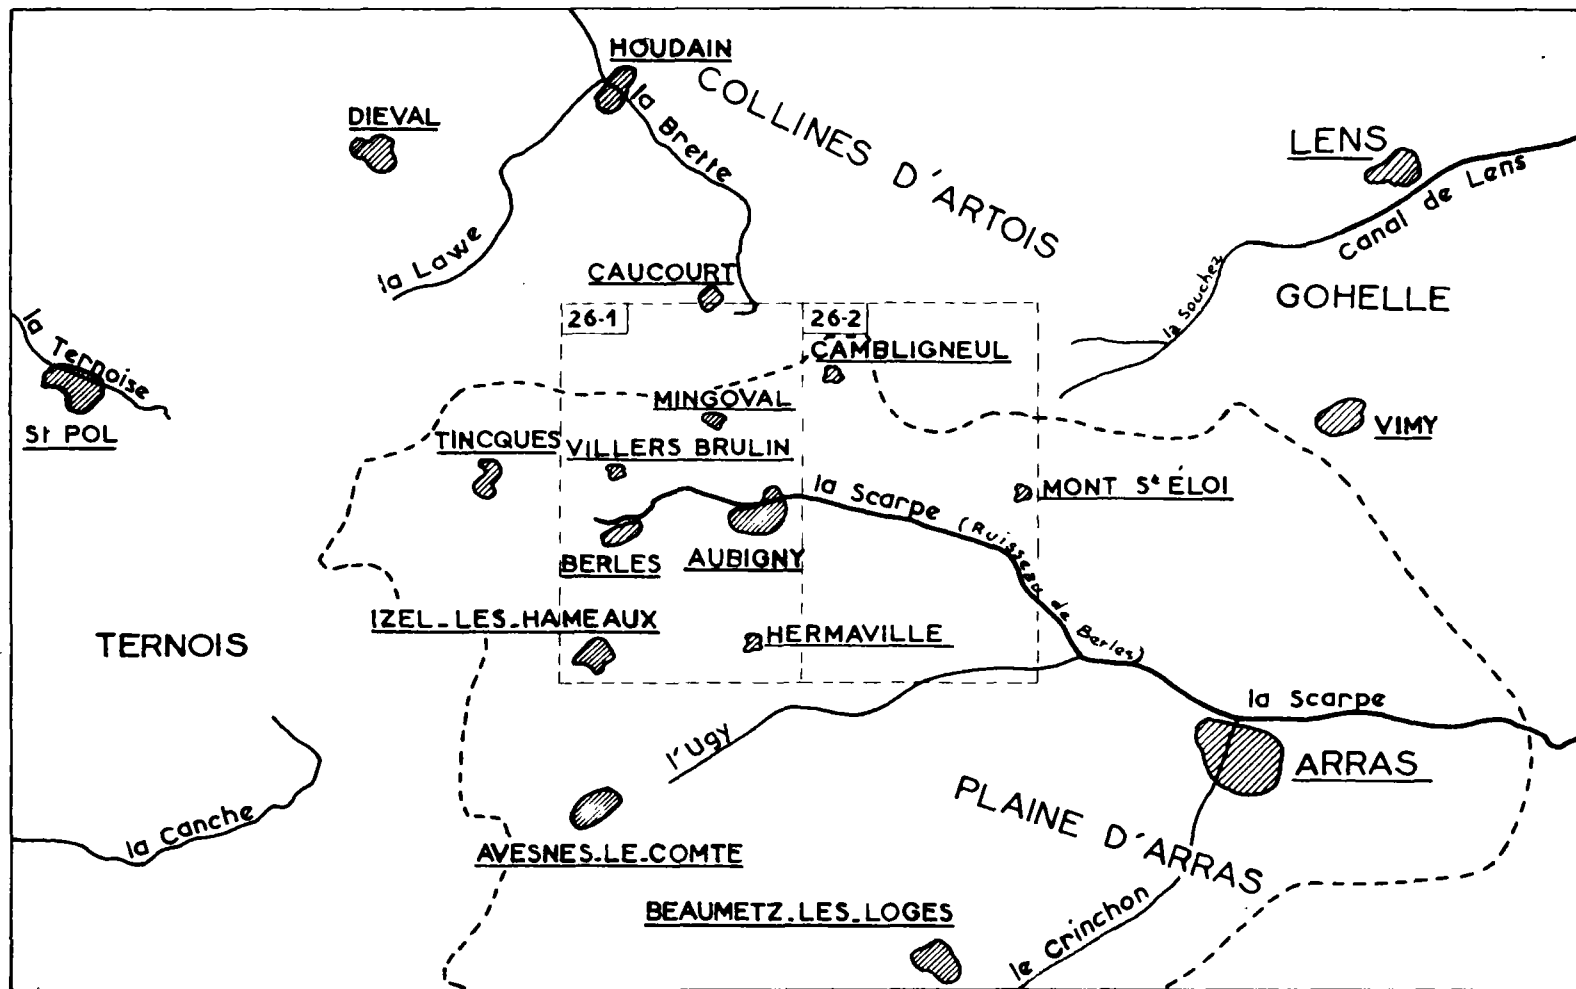 HOUDAIN
COLLINES D'ARTOIS
DIEVAL
la Brette
LENS
Canal de Lens
la Lawe
CAUCOURT
la Souchez
GOHELLE
26-1
26-2
la Ternoise
CAMBLIGNEUL
MINGOVAL
St POL
TINCQUES
VILLERS BRULIN
VIMY
la Scarpe (Ruisseau de Berles)
MONT St ÉLOI
BERLES
AUBIGNY
IZEL-LES-HAMEAUX
HERMAVILLE
TERNOIS
la Scarpe
l'Ugy
ARRAS
PLAINE D'ARRAS
la Canche
AVESNES-LE-COMTE
BEAUMETZ-LES-LOGES
le Crinchon